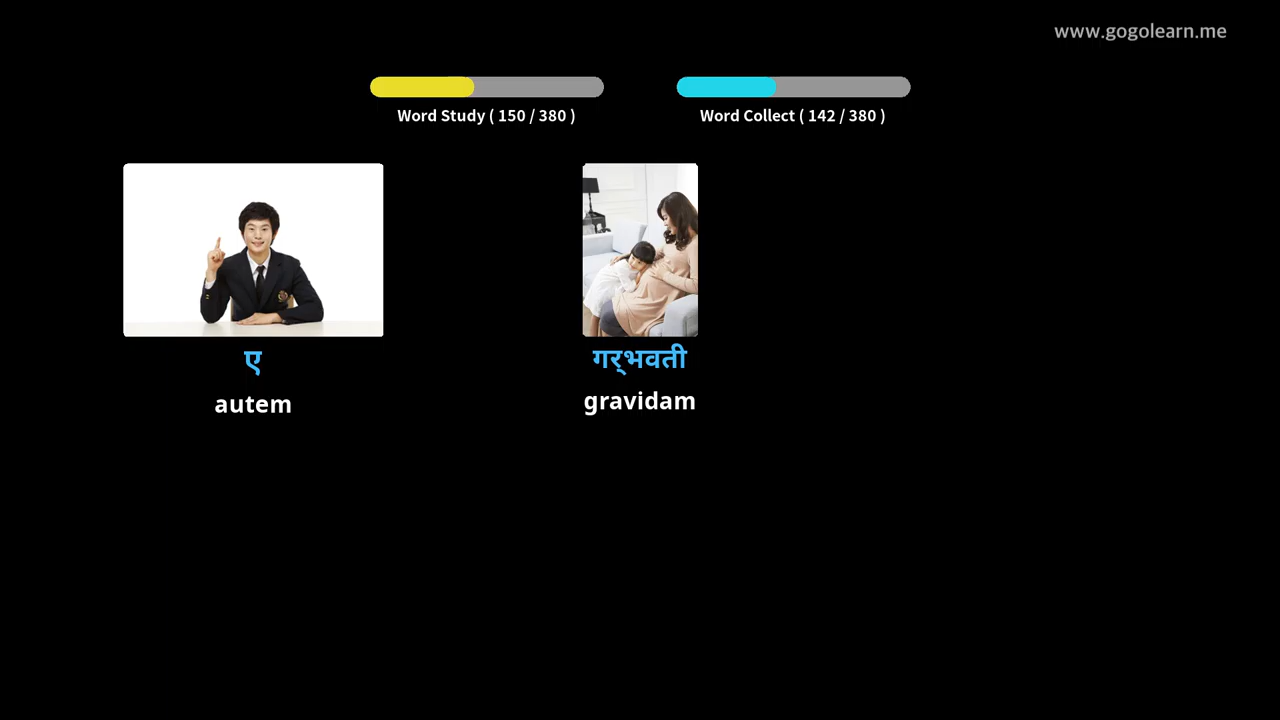 www.gogolearn.me
Word Study ( 150 / 380 )
Word Collect ( 142 / 380 )
ए
autem
गर्‍भवती
gravidam